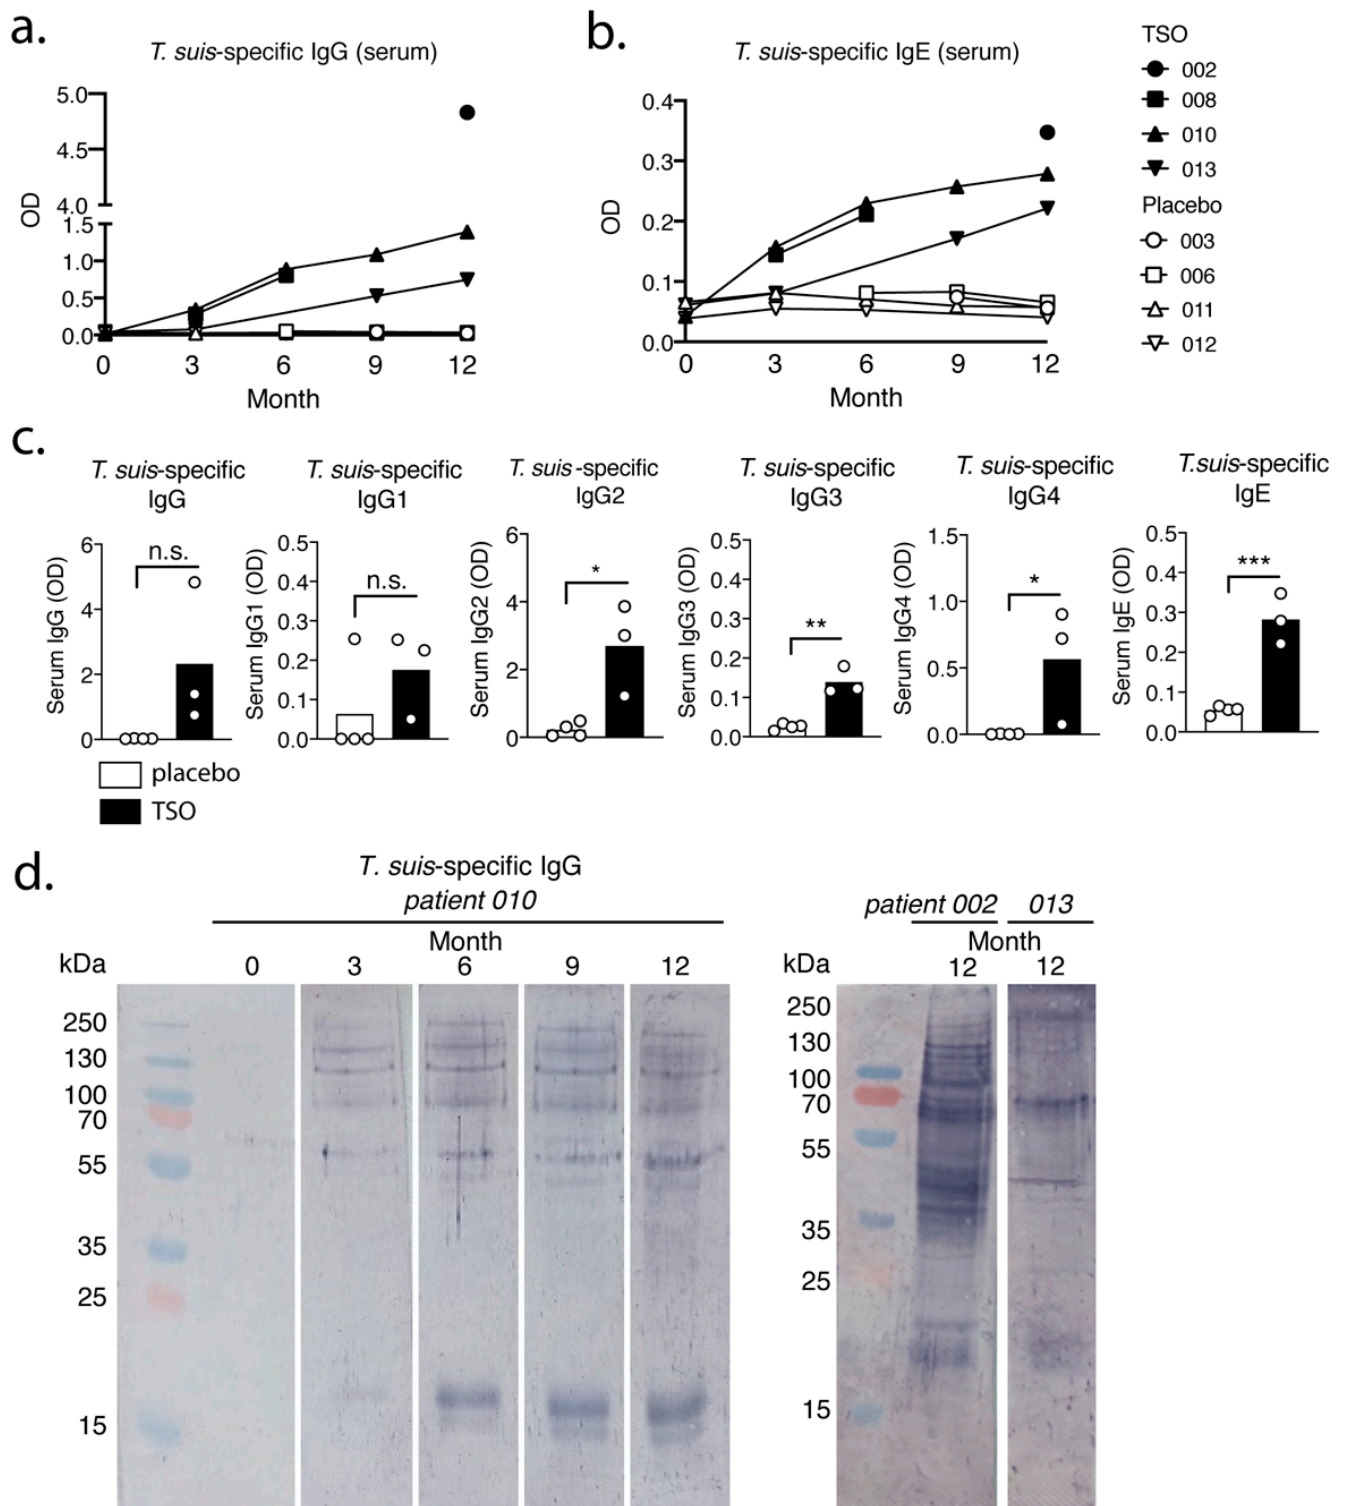 a.
T. suis-specific IgG (serum)
5.0
4.5
4.0
1.5
1.0
0.5
0.0
OD
0 3 6 9 12
Month
b.
T. suis-specific IgE (serum)
0.4
0.3
0.2
0.1
0.0
OD
0 3 6 9 12
Month
TSO
002
008
010
013
Placebo
003
006
011
012
c.
T. suis-specific
IgG
Serum IgG (OD)
6
4
2
0
n.s.
T. suis-specific
IgG1
Serum IgG1 (OD)
0.5
0.4
0.3
0.2
0.1
0.0
n.s.
T. suis -specific
IgG2
Serum IgG2 (OD)
6
4
2
0
*
T. suis-specific
IgG3
Serum IgG3 (OD)
0.5
0.4
0.3
0.2
0.1
0.0
**
T. suis-specific
IgG4
Serum IgG4 (OD)
1.5
1.0
0.5
0.0
*
T.suis-specific
IgE
Serum IgE (OD)
0.5
0.4
0.3
0.2
0.1
0.0
***
placebo
TSO
d.
T. suis-specific IgG
patient 010
Month
kDa 0 3 6 9 12
250
130
100
70
55
35
25
15
patient 002 013
Month
kDa 12 12
250
130
100
70
55
35
25
15